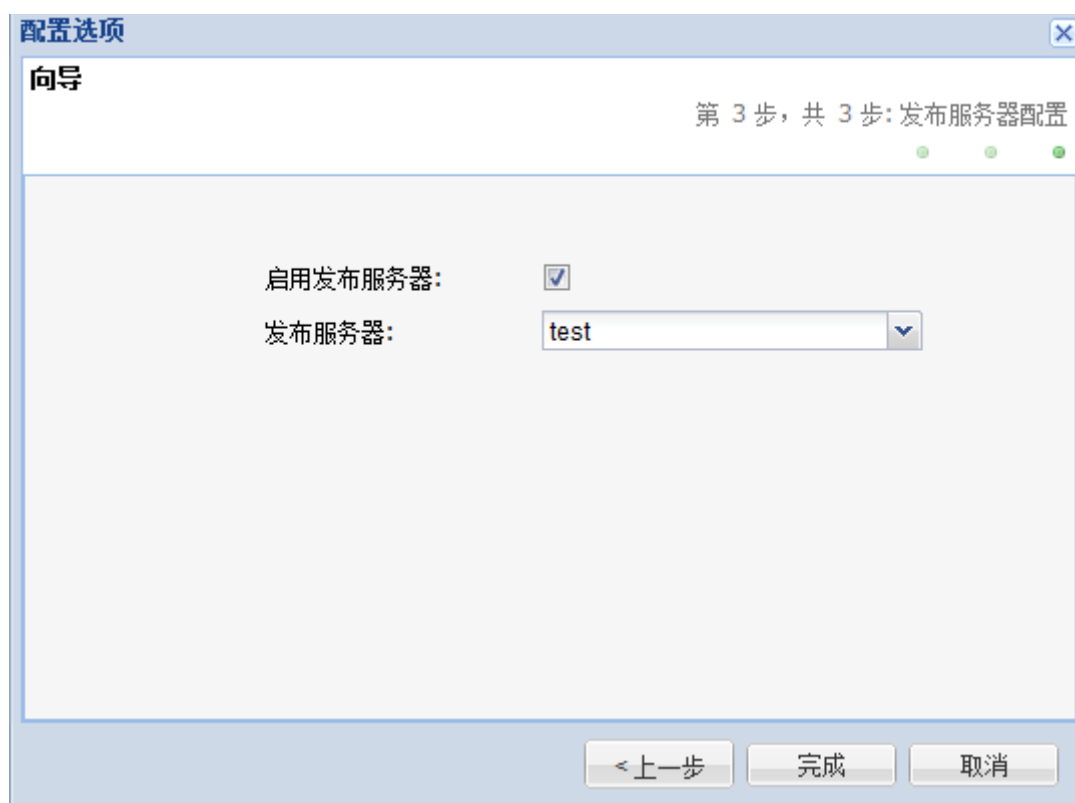 配置选项
向导
第 3 步，共 3 步: 发布服务器配置
启用发布服务器:
发布服务器: test
<上一步 完成 取消